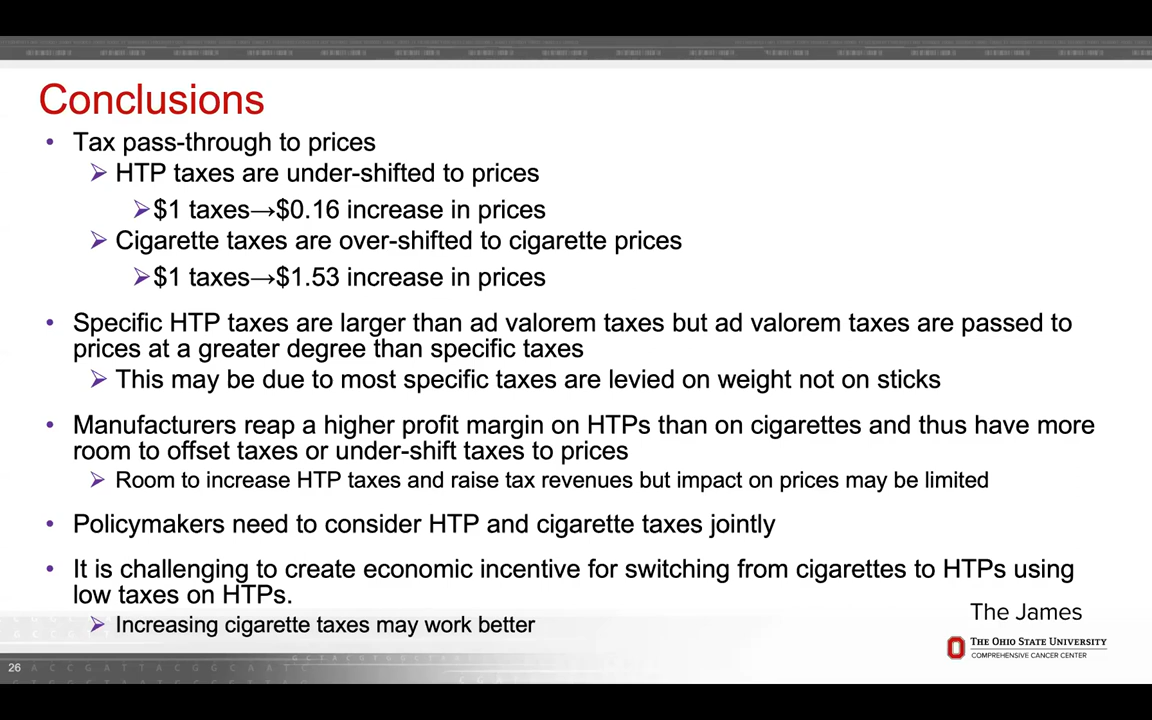 Conclusions
• Tax pass-through to prices
➢ HTP taxes are under-shifted to prices
➢$1 taxes→$0.16 increase in prices
➢ Cigarette taxes are over-shifted to cigarette prices
➢$1 taxes→$1.53 increase in prices
• Specific HTP taxes are larger than ad valorem taxes but ad valorem taxes are passed to
prices at a greater degree than specific taxes
➢ This may be due to most specific taxes are levied on weight not on sticks
• Manufacturers reap a higher profit margin on HTPs than on cigarettes and thus have more
room to offset taxes or under-shift taxes to prices
➢ Room to increase HTP taxes and raise tax revenues but impact on prices may be limited
• Policymakers need to consider HTP and cigarette taxes jointly
• It is challenging to create economic incentive for switching from cigarettes to HTPs using
low taxes on HTPs.
➢ Increasing cigarette taxes may work better
The James
THE OHIO STATE UNIVERSITY
COMPREHENSIVE CANCER CENTER
26